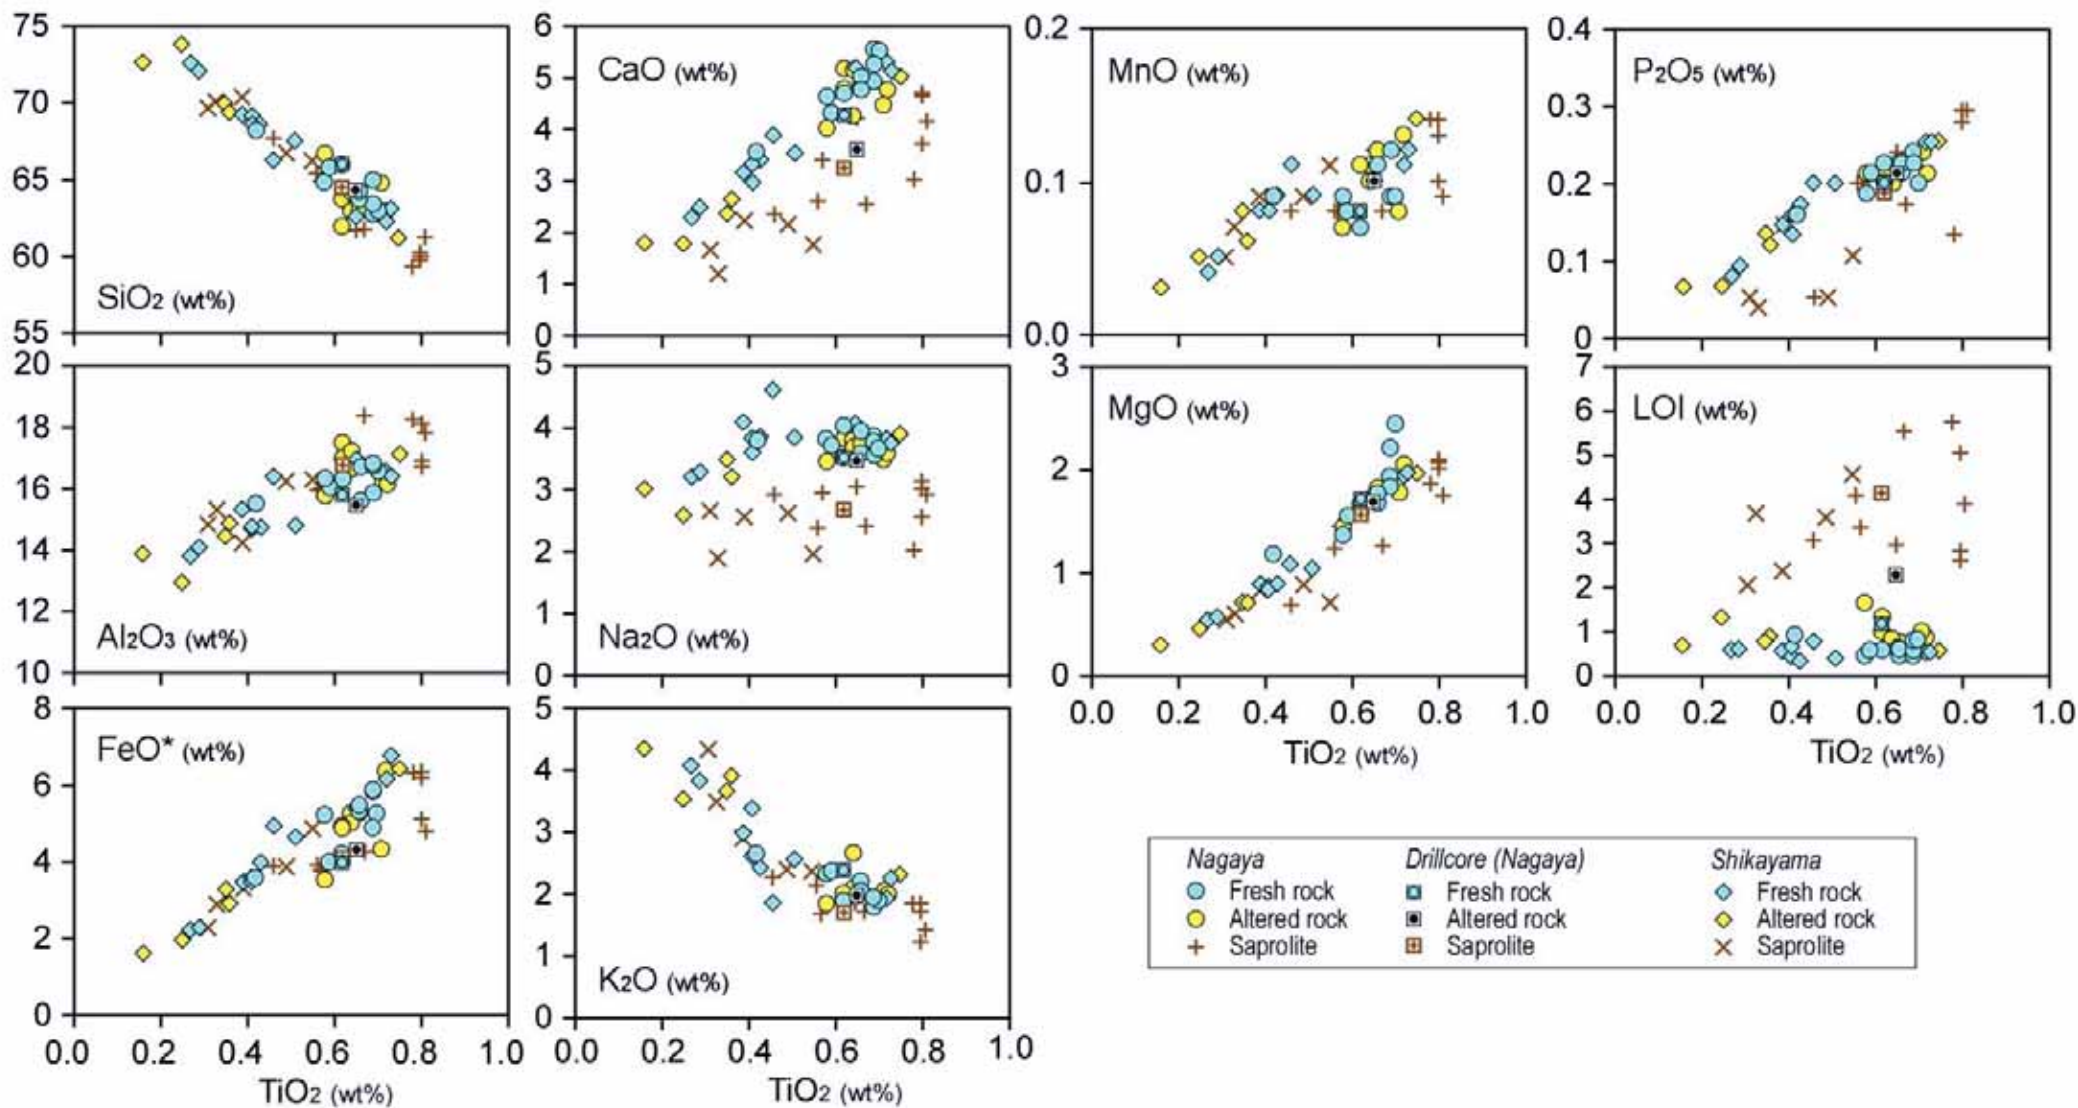 75
70
65
60
55
SiO2 (wt%)
6
5
4
3
2
1
0
CaO (wt%)
0.2
0.1
0.0
MnO (wt%)
0.4
0.3
0.2
0.1
0
P2O5 (wt%)
20
18
16
14
12
10
Al2O3 (wt%)
5
4
3
2
1
0
Na2O (wt%)
3
2
1
0
MgO (wt%)
0.0 0.2 0.4 0.6 0.8 1.0
TiO2 (wt%)
7
6
5
4
3
2
1
0
LOI (wt%)
0.0 0.2 0.4 0.6 0.8 1.0
TiO2 (wt%)
8
6
4
2
0
FeO* (wt%)
0.0 0.2 0.4 0.6 0.8 1.0
TiO2 (wt%)
5
4
3
2
1
0
K2O (wt%)
0.0 0.2 0.4 0.6 0.8 1.0
TiO2 (wt%)
Nagaya Drillcore (Nagaya) Shikayama
Fresh rock Fresh rock Fresh rock
Altered rock Altered rock Altered rock
Saprolite Saprolite Saprolite